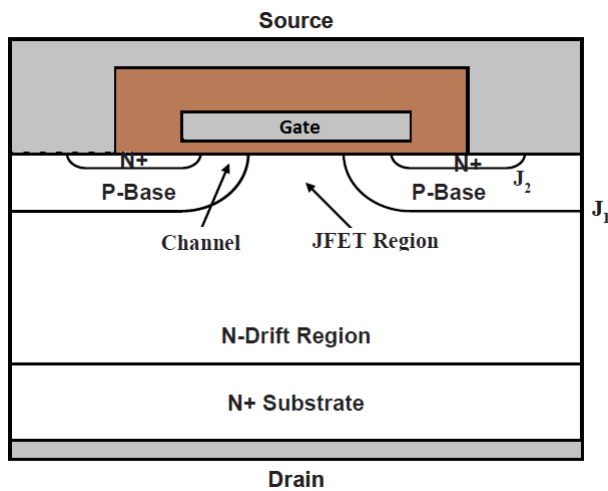 Source
Gate
N+
N+
P-Base
P-Base
J2
J1
Channel
JFET Region
N-Drift Region
N+ Substrate
Drain